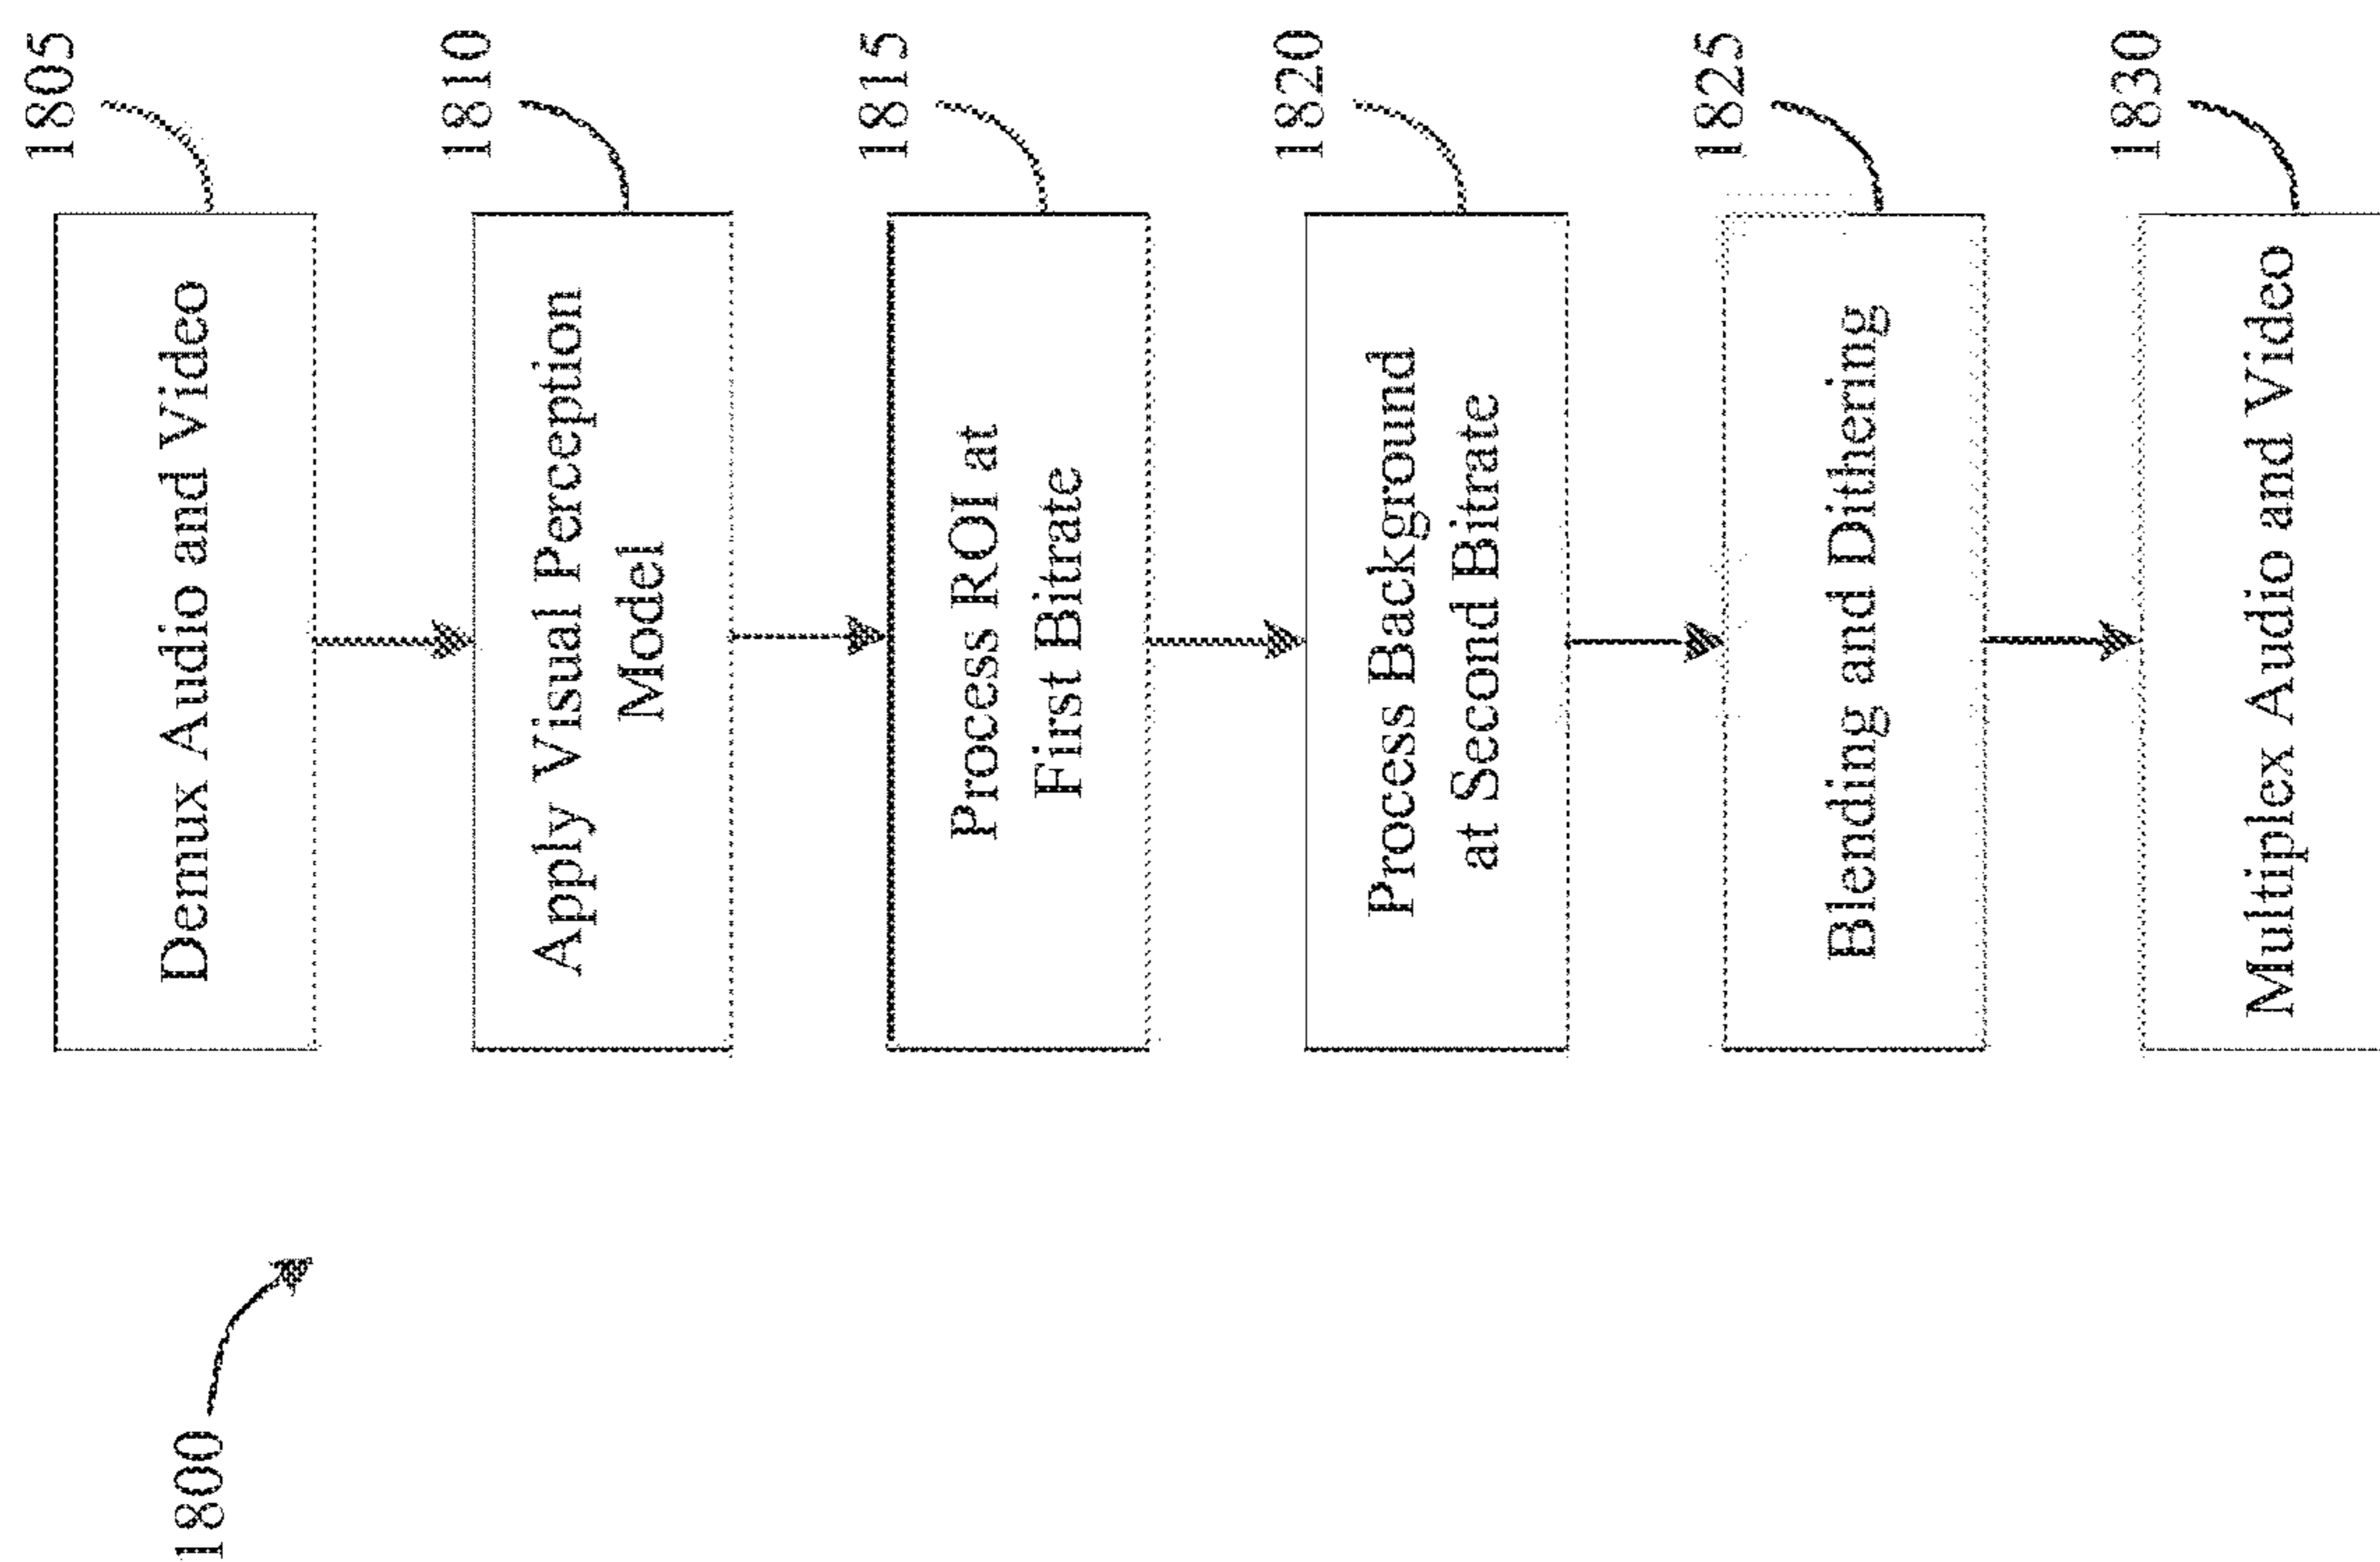 1800
1805
Demux Audio and Video
1810
Apply Visual Perception
Model
1815
Process ROI at
First Bitrate
1820
Process Background
at Second Bitrate
1825
Blending and Dithering
1830
Multiplex Audio and Video